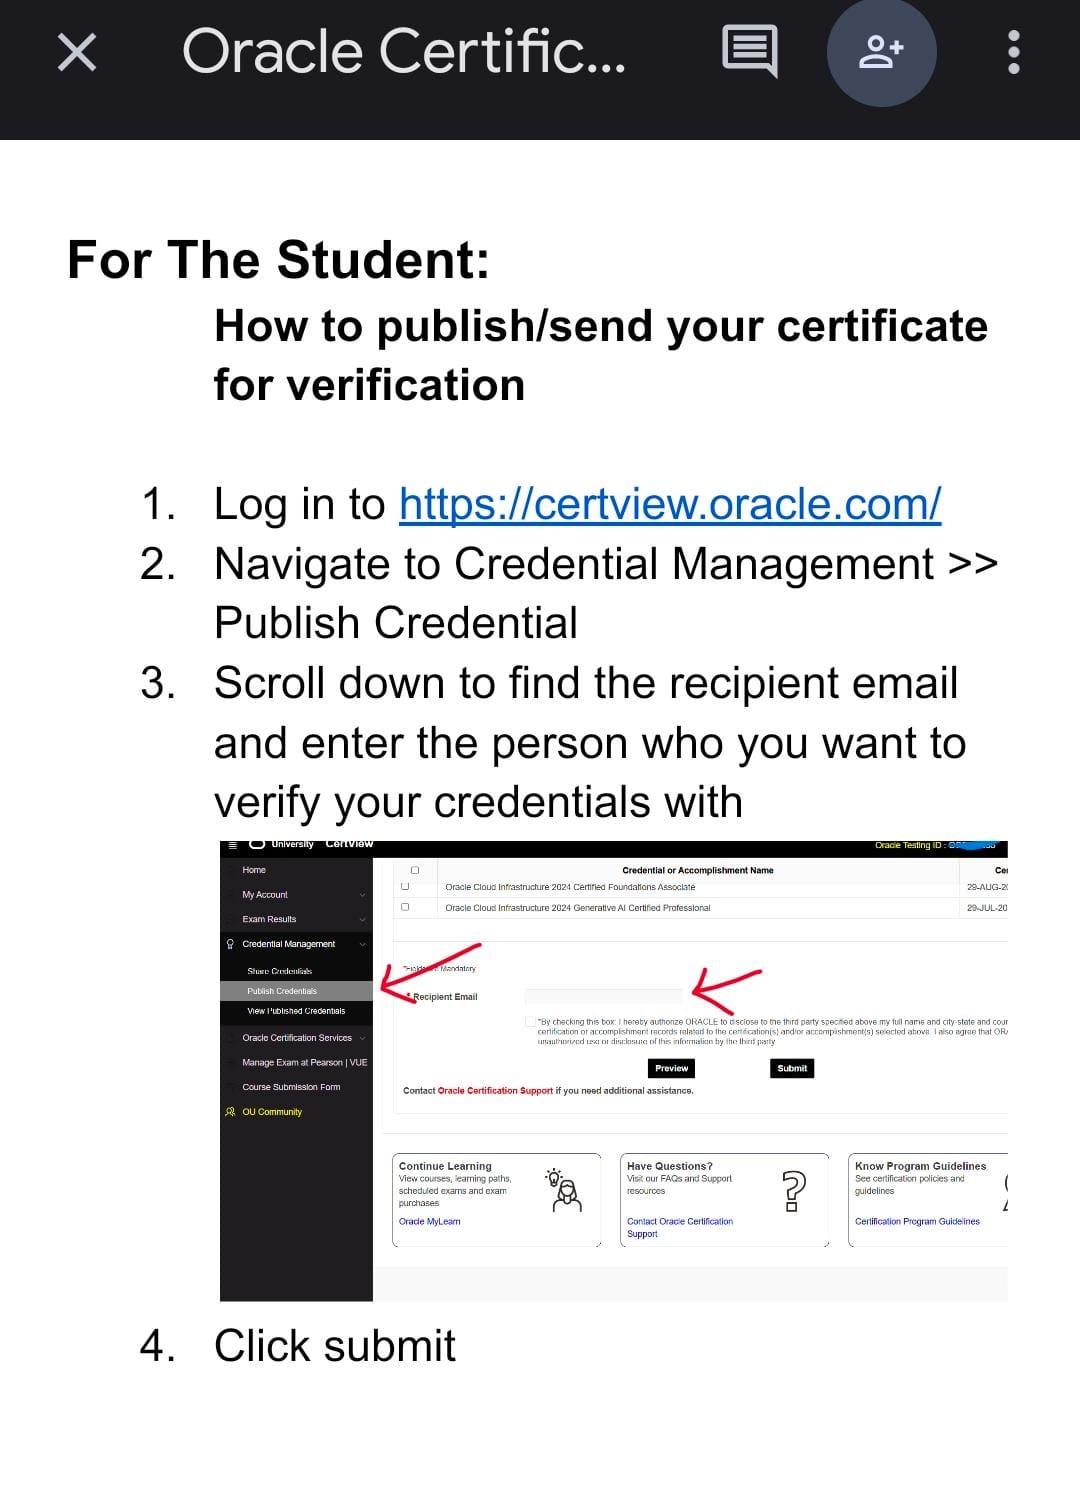 Oracle Certific...
For The Student:
How to publish/send your certificate
for verification
1. Log in to https://certview.oracle.com/
2. Navigate to Credential Management >>
Publish Credential
3. Scroll down to find the recipient email
and enter the person who you want to
verify your credentials with
University CertView
Oracle Testing ID :
Home
My Account
Exam Results
Credential Management
Share Credentials
Publish Credentials
View Published Credentials
Oracle Certification Services
Manage Exam at Pearson | VUE
Course Submission Form
OU Community
Credential or Accomplishment Name
Oracle Cloud Infrastructure 2024 Certified Foundations Associate
29-AUG-20
Oracle Cloud Infrastructure 2024 Generative AI Certified Professional
29-JUL-20
Mandatory
* Recipient Email
*By checking this box: I hereby authorize ORACLE to disclose to the third party specified above my full name and city-state and cour
certification or accomplishment records related to the certification(s) and/or accomplishment(s) selected above. I also agree that OR
unauthorized use or disclosure of this information by the third party
Preview
Submit
Contact Oracle Certification Support if you need additional assistance.
Continue Learning
View courses, learning paths,
scheduled exams and exam
purchases
Oracle MyLearn
Have Questions?
Visit our FAQs and Support
resources
Contact Oracle Certification
Support
Know Program Guidelines
See certification policies and
guidelines
Certification Program Guidelines
4. Click submit